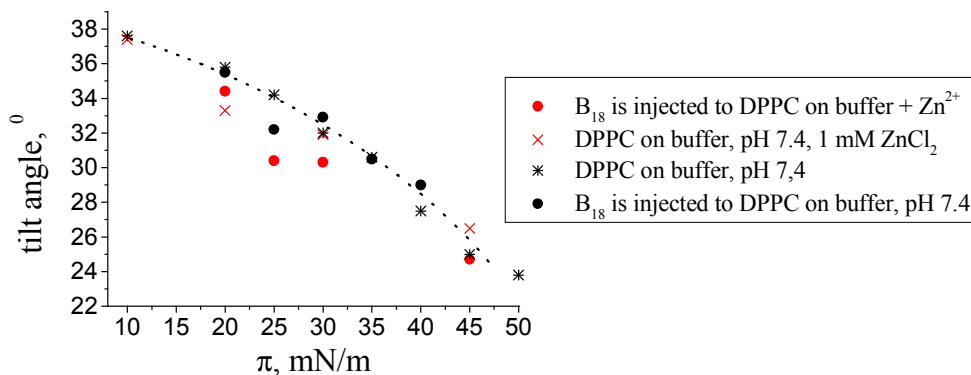 38
36
34
32
30
28
26
24
22
tilt angle, ⁰
10 15 20 25 30 35 40 45 50
π, mN/m
B₁₈ is injected to DPPC on buffer + Zn²⁺
DPPC on buffer, pH 7.4, 1 mM ZnCl₂
DPPC on buffer, pH 7,4
B₁₈ is injected to DPPC on buffer, pH 7.4